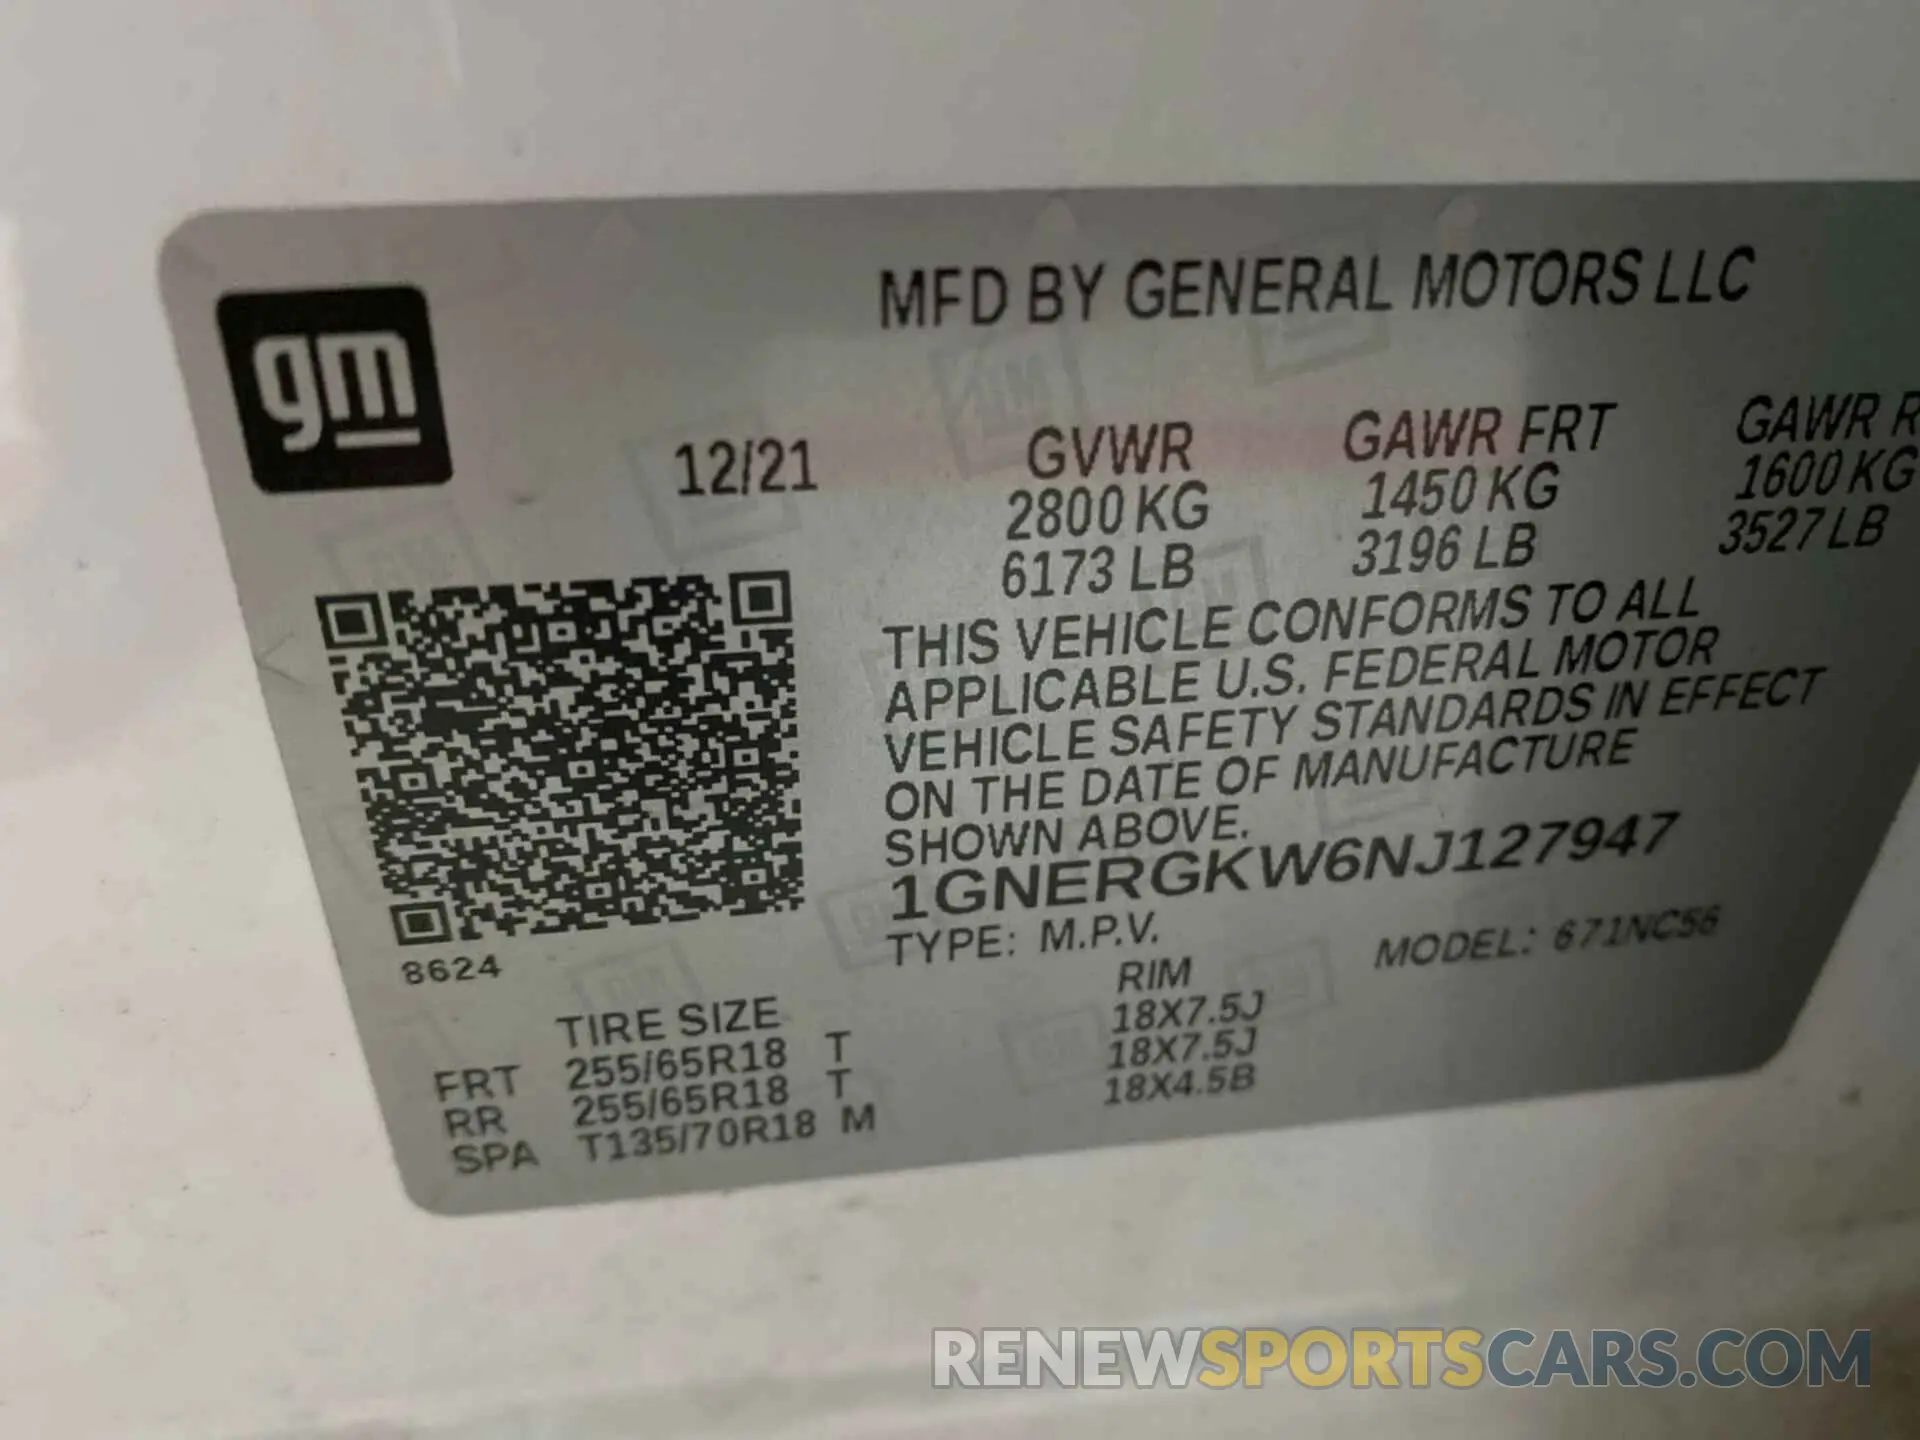 MFD BY GENERAL MOTORS LLC
gm
12/21 GVWR GAWR FRT GAWR R
2800 KG 1450 KG 1600 KG
6173 LB 3196 LB 3527 LB
THIS VEHICLE CONFORMS TO ALL
APPLICABLE U.S. FEDERAL MOTOR
VEHICLE SAFETY STANDARDS IN EFFECT
ON THE DATE OF MANUFACTURE
SHOWN ABOVE.
1GNERGKW6NJ127947
TYPE: M.P.V. MODEL: 671NC56
8624
TIRE SIZE RIM
FRT 255/65R18 T 18X7.5J
RR 255/65R18 T 18X7.5J
SPA T135/70R18 M 18X4.5B
RENEWSPORTSCARS.COM